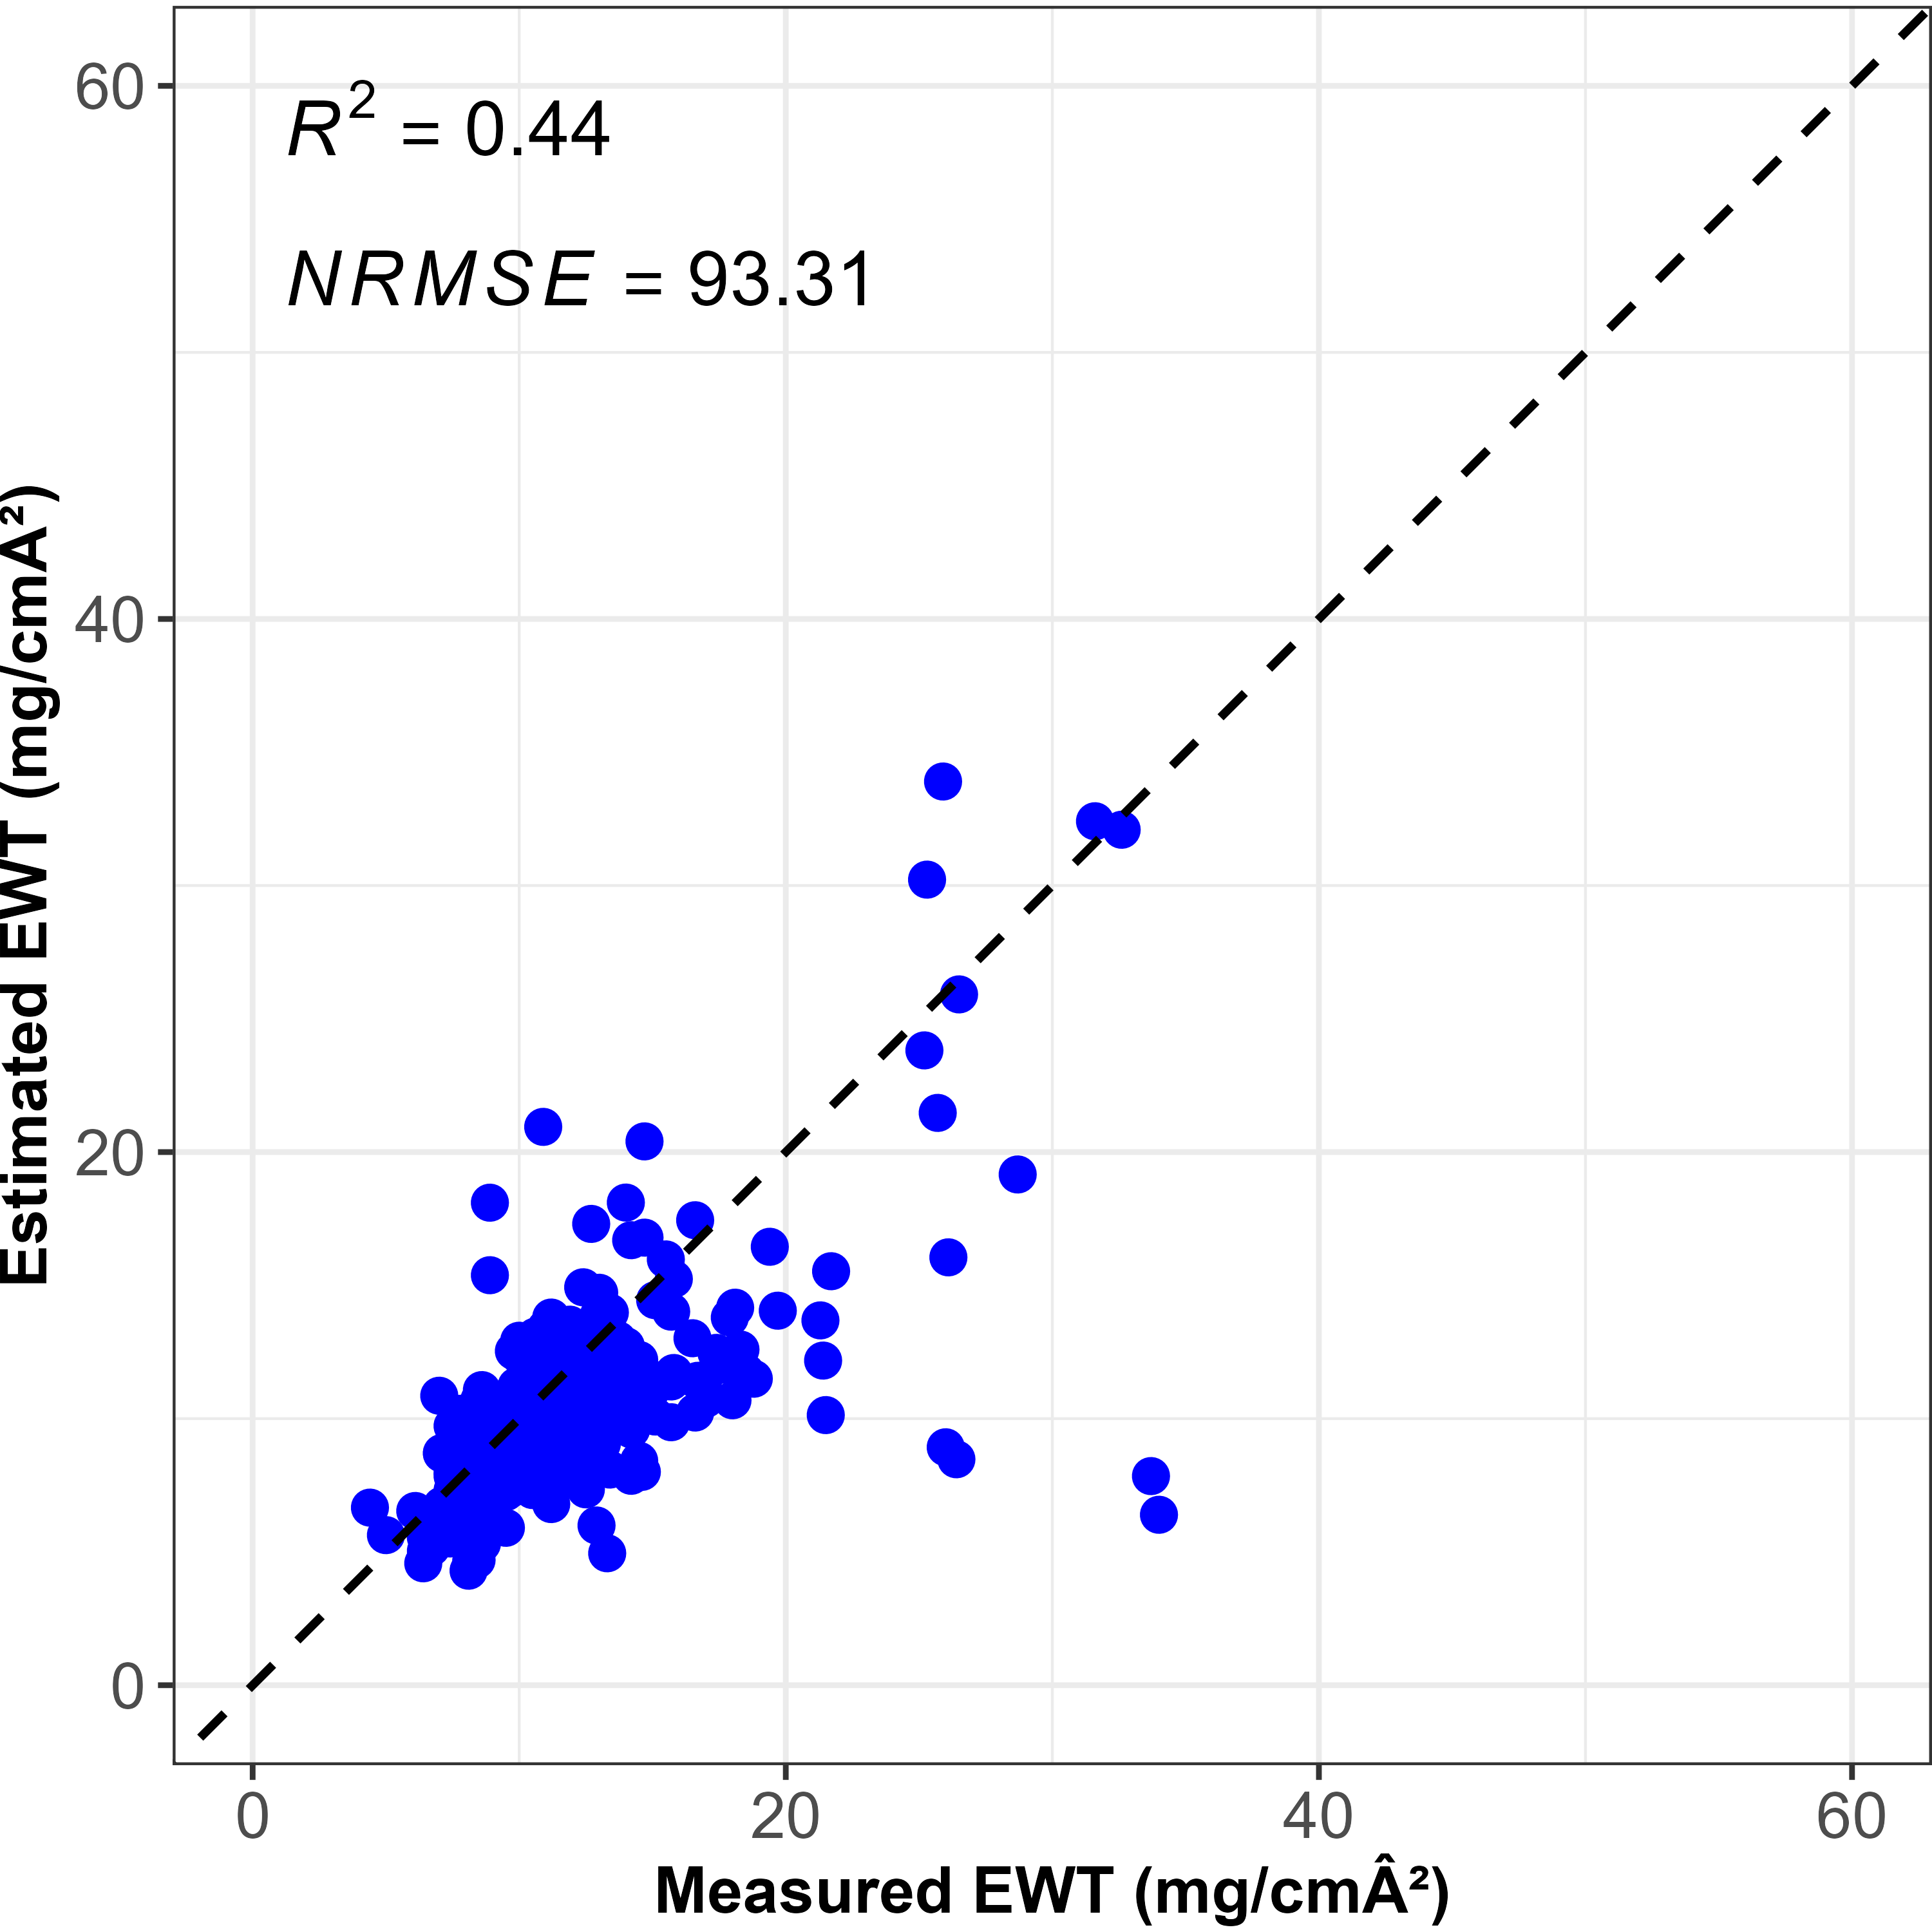 R² = 0.44
NRMSE = 93.31
60
40
20
0
Estimated EWT (mg/cmÂ²)
0 20 40 60
Measured EWT (mg/cmÂ²)